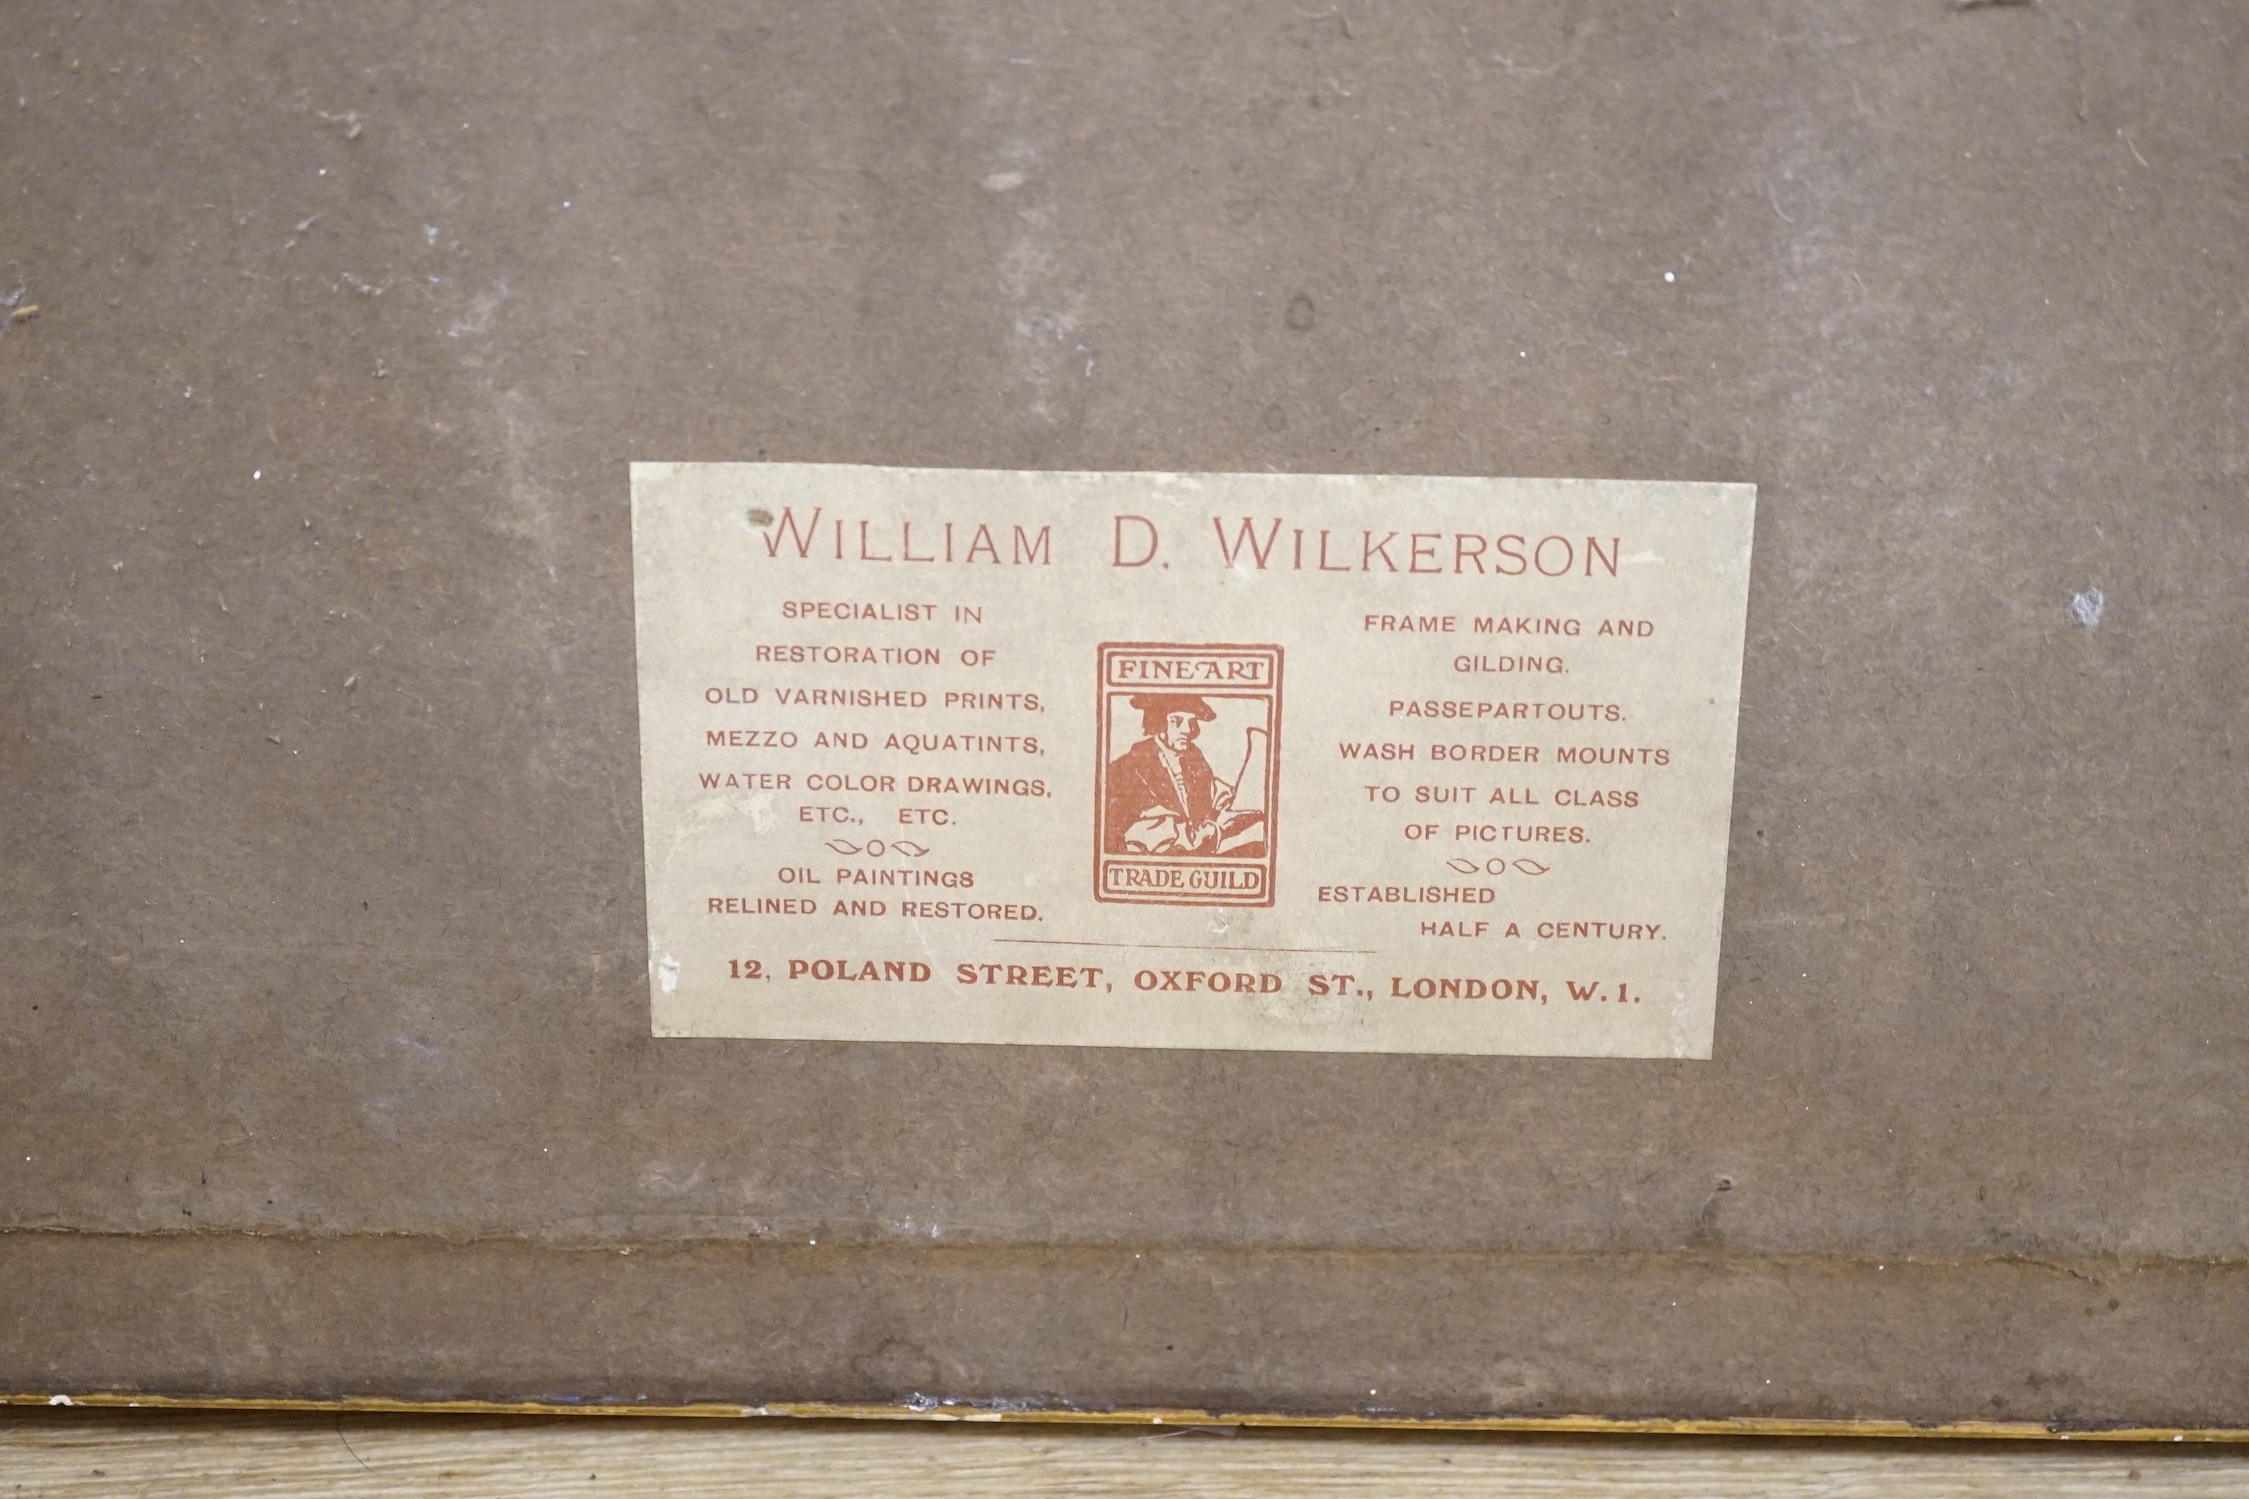 WILLIAM D. WILKERSON
SPECIALIST IN
RESTORATION OF
OLD VARNISHED PRINTS,
MEZZO AND AQUATINTS,
WATER COLOR DRAWINGS,
ETC., ETC.
OIL PAINTINGS
RELINED AND RESTORED.
FINE ART
TRADE GUILD
FRAME MAKING AND
GILDING.
PASSEPARTOUTS.
WASH BORDER MOUNTS
TO SUIT ALL CLASS
OF PICTURES.
ESTABLISHED
HALF A CENTURY.
12, POLAND STREET, OXFORD ST., LONDON, W.1.